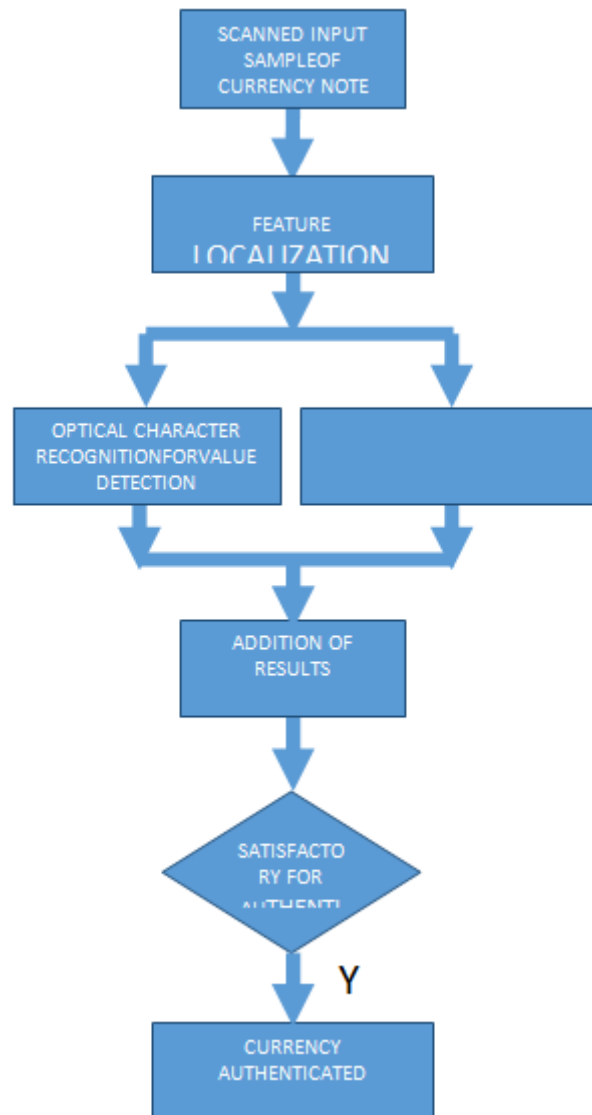 SCANNED INPUT
SAMPLEOF
CURRENCY NOTE
FEATURE
LOCALIZATION
OPTICAL CHARACTER
RECOGNITIONFORVALUE
DETECTION
ADDITION OF
RESULTS
SATISFACTO
RY FOR
AUTHENTI
Y
CURRENCY
AUTHENTICATED